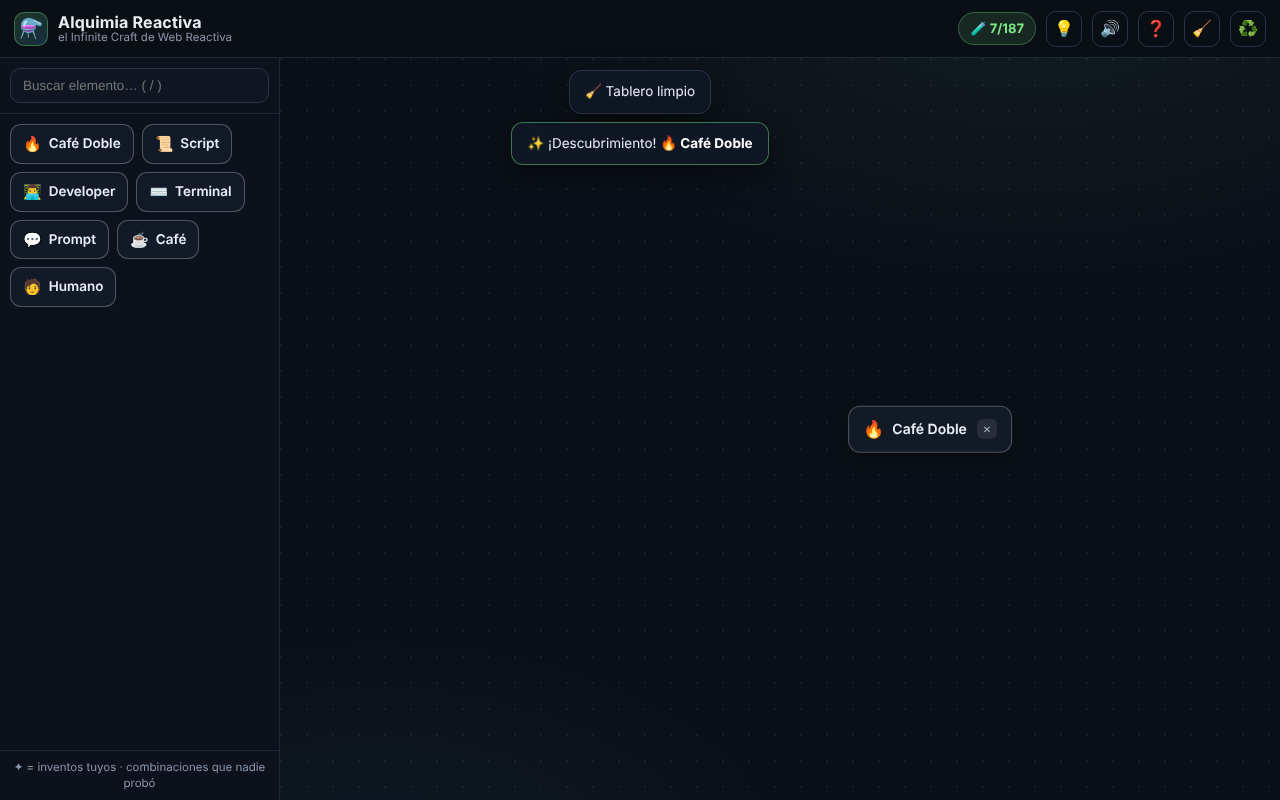 Alquimia Reactiva
el Infinite Craft de Web Reactiva
🧪 7/187
Buscar elemento… ( / )
🔥 Café Doble
📜 Script
👨‍💻 Developer
⌨️ Terminal
💬 Prompt
☕ Café
🧑 Humano
✦ = inventos tuyos · combinaciones que nadie
probó
🧹 Tablero limpio
✨ ¡Descubrimiento! 🔥 Café Doble
🔥 Café Doble ×